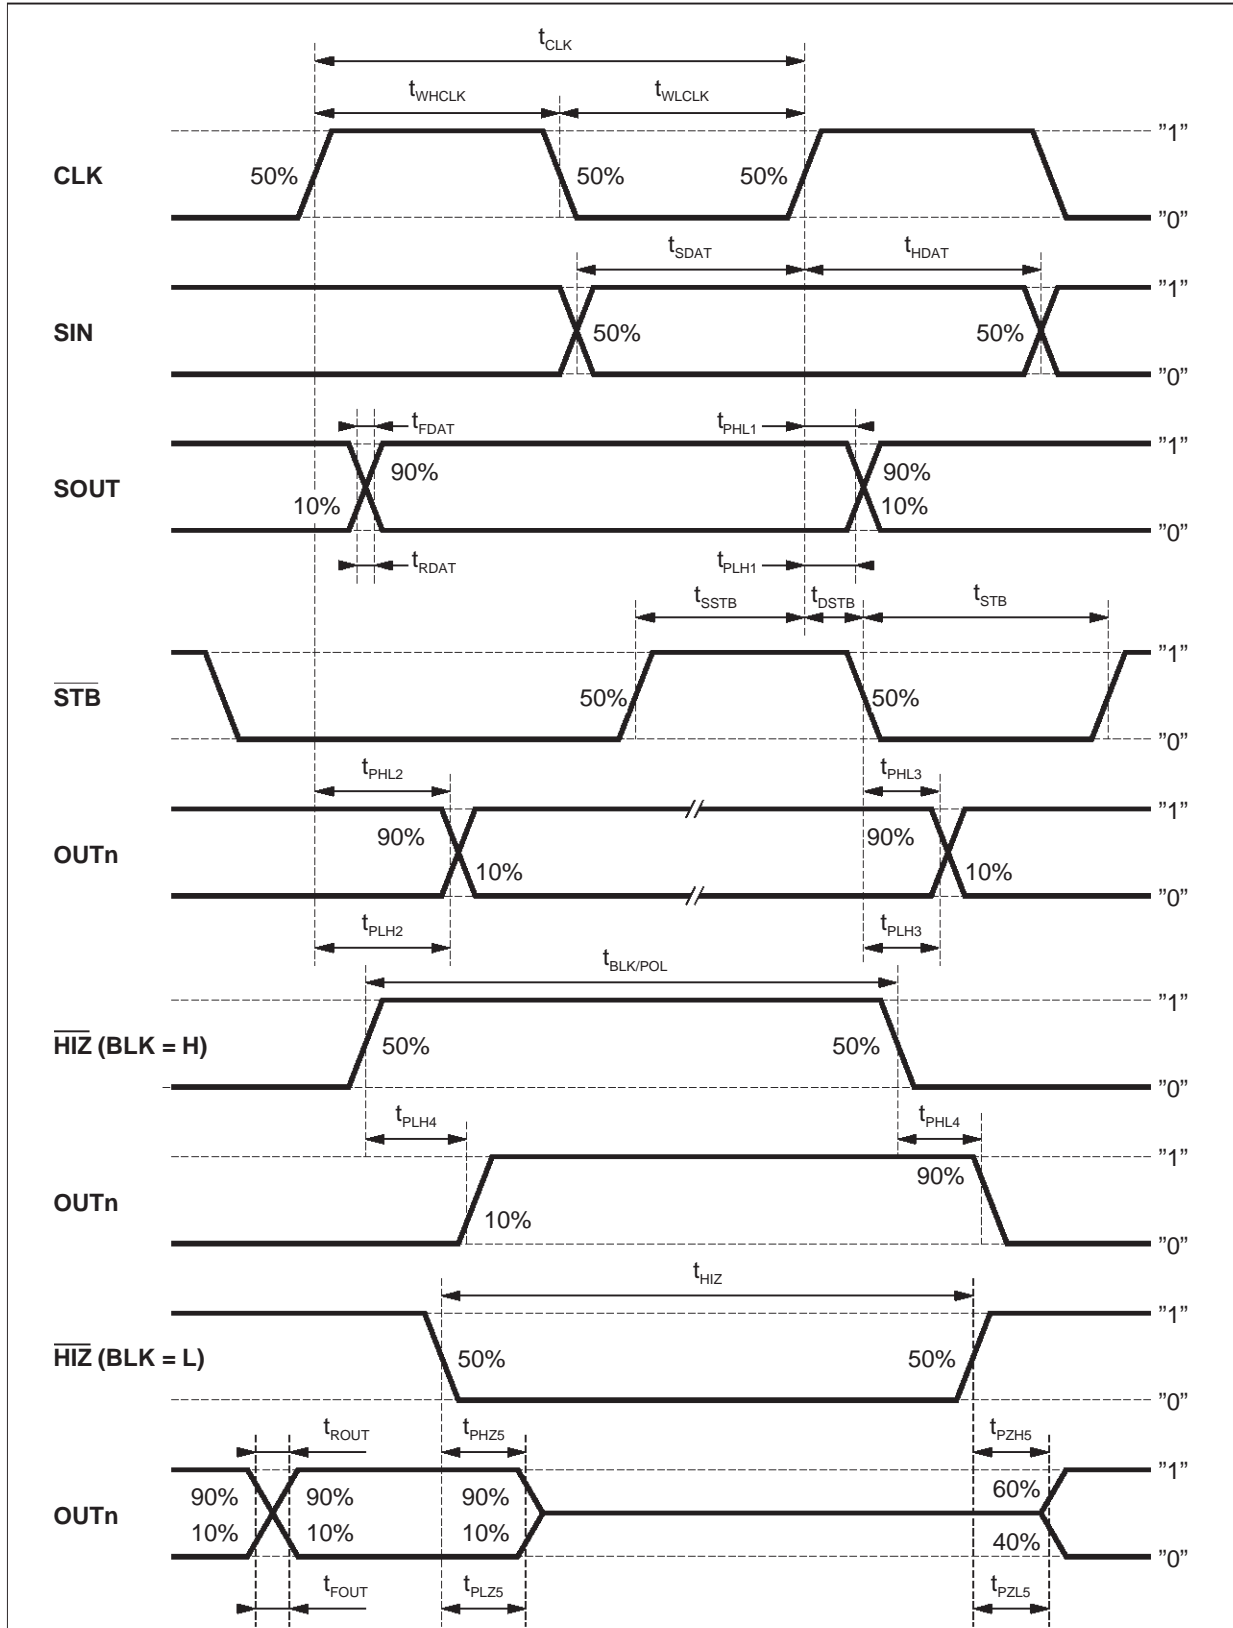 tCLK
tWHCLK tWLCLK
"1"
CLK 50% 50% 50%
"0"
tSDAT tHDAT
"1"
SIN 50% 50%
"0"
tFDAT tPHL1
"1"
90% 90%
SOUT
10% 10%
"0"
tRDAT tPLH1
tSSTB tDSTB tSTB
"1"
STB 50% 50%
"0"
tPHL2 tPHL3
"1"
90% 90%
OUTn
10% 10%
"0"
tPLH2 tPLH3
tBLK/POL
"1"
HIZ (BLK = H) 50% 50%
"0"
tPLH4 tPHL4
"1"
90%
OUTn
10%
"0"
tHIZ
"1"
HIZ (BLK = L) 50% 50%
"0"
tROUT tPHZ5 tPZH5
"1"
90% 90% 90% 60%
OUTn
10% 10% 10% 40%
"0"
tFOUT tPLZ5 tPZL5